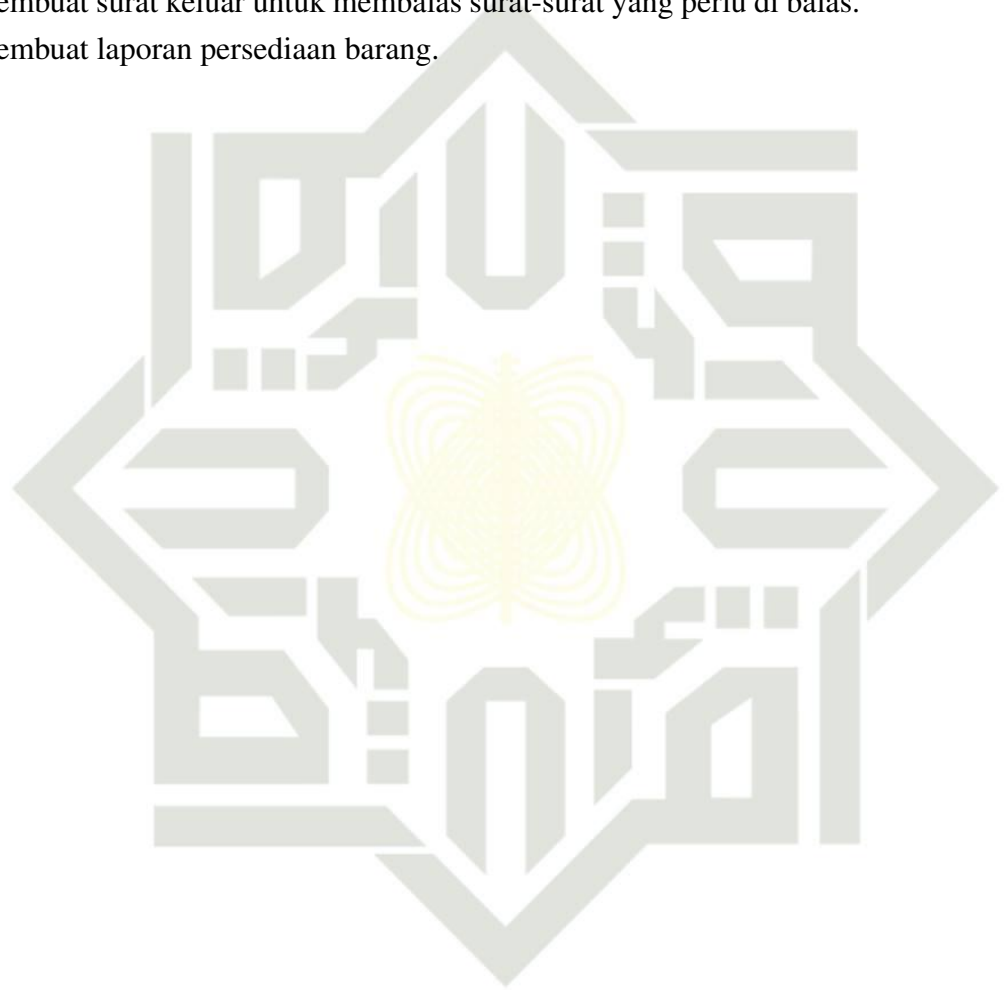 embuat surat keluar untuk membalas surat-surat yang perlu di balas.
embuat laporan persediaan barang.